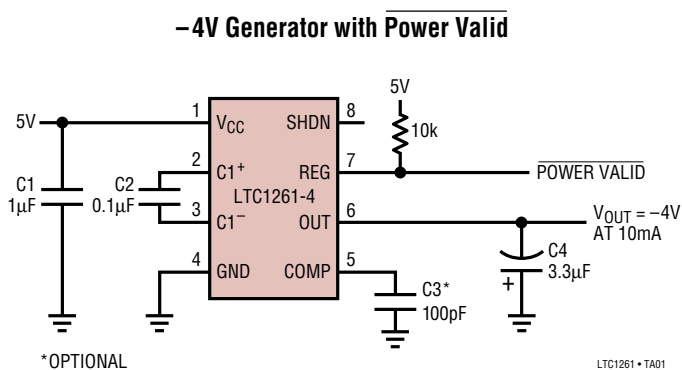 –4V Generator with Power Valid
5V
5V
1
VCC
SHDN
8
10k
2
C1+
REG
7
POWER VALID
C1
1µF
C2
0.1µF
LTC1261-4
3
C1–
OUT
6
VOUT = –4V
AT 10mA
4
GND
COMP
5
C4
3.3µF
+
C3*
100pF
*OPTIONAL
LTC1261 • TA01